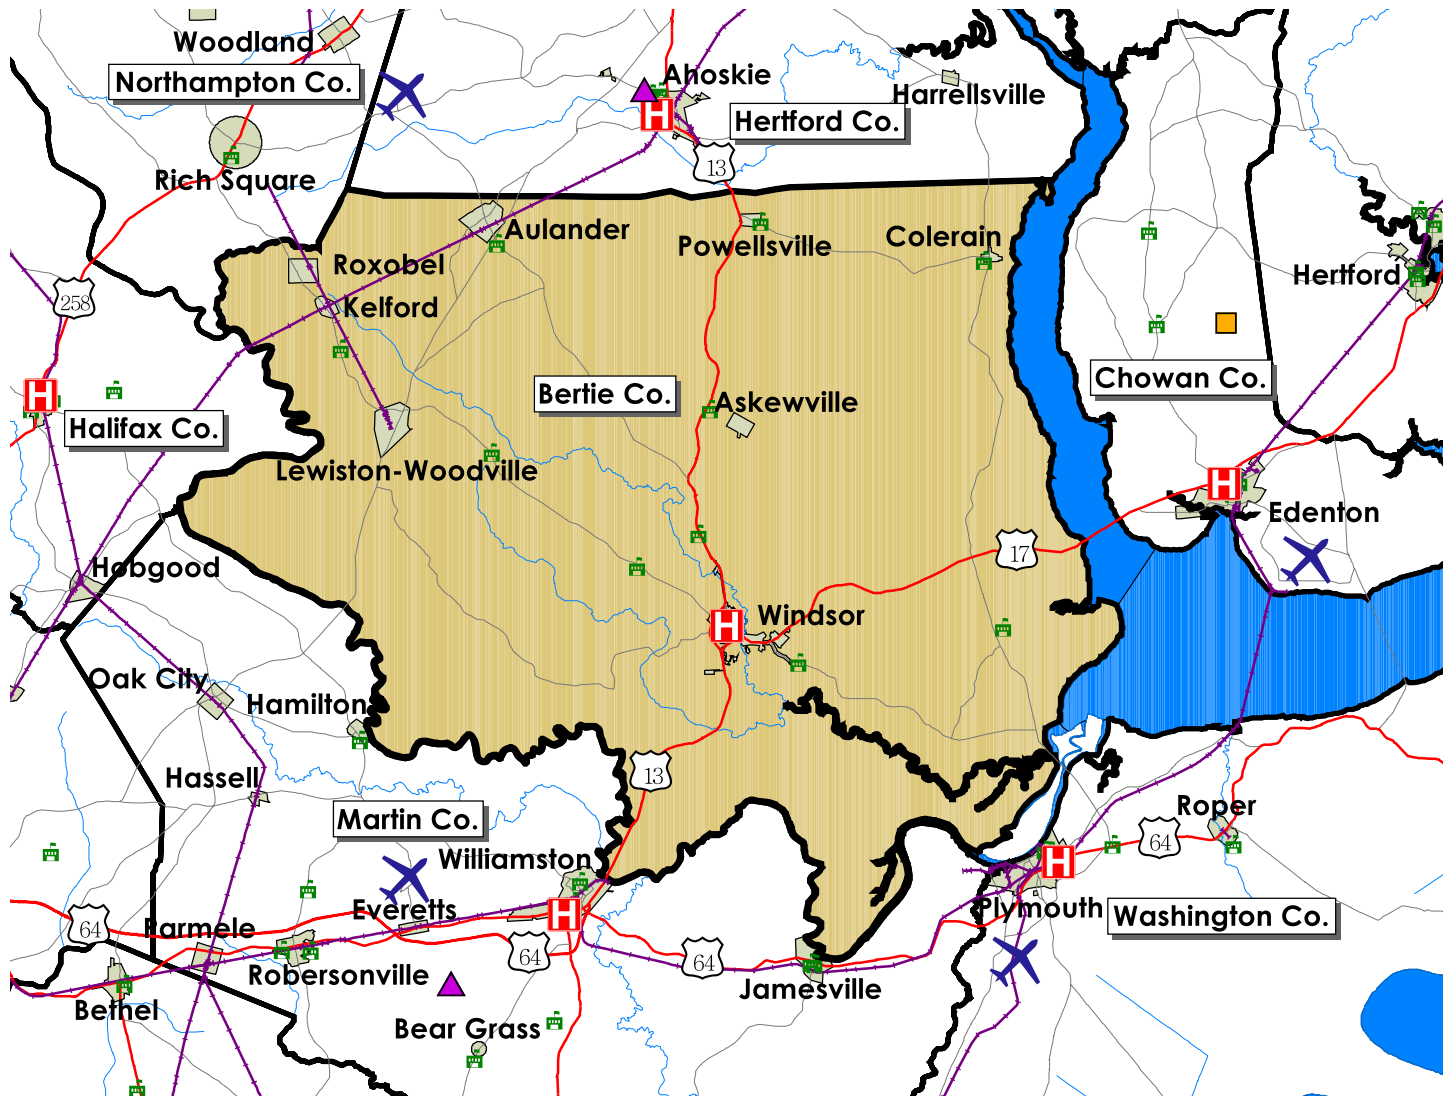 Woodland
Northampton Co.
Ahoskie
H
Harrellsville
Hertford Co.
13
Rich Square
Aulander
Powellsville
Colerain
Roxobel
Hertford
258
Kelford
H
Bertie Co.
Chowan Co.
Askewville
Halifax Co.
Lewiston-Woodville
H
Edenton
17
Hobgood
Windsor
H
Oak City
Hamilton
13
Hassell
Martin Co.
Roper
64
Williamston
H
Everetts
H
Plymouth
Washington Co.
64
Parmele
64
64
Robersonville
Jamesville
Bethel
Bear Grass